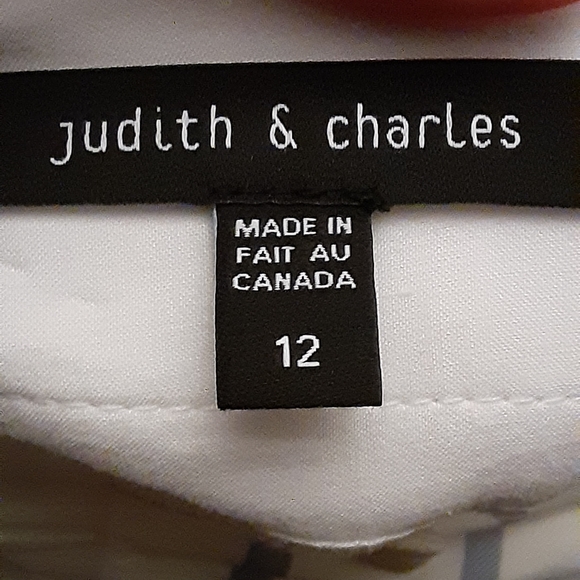 judith & charles
MADE IN
FAIT AU
CANADA
12